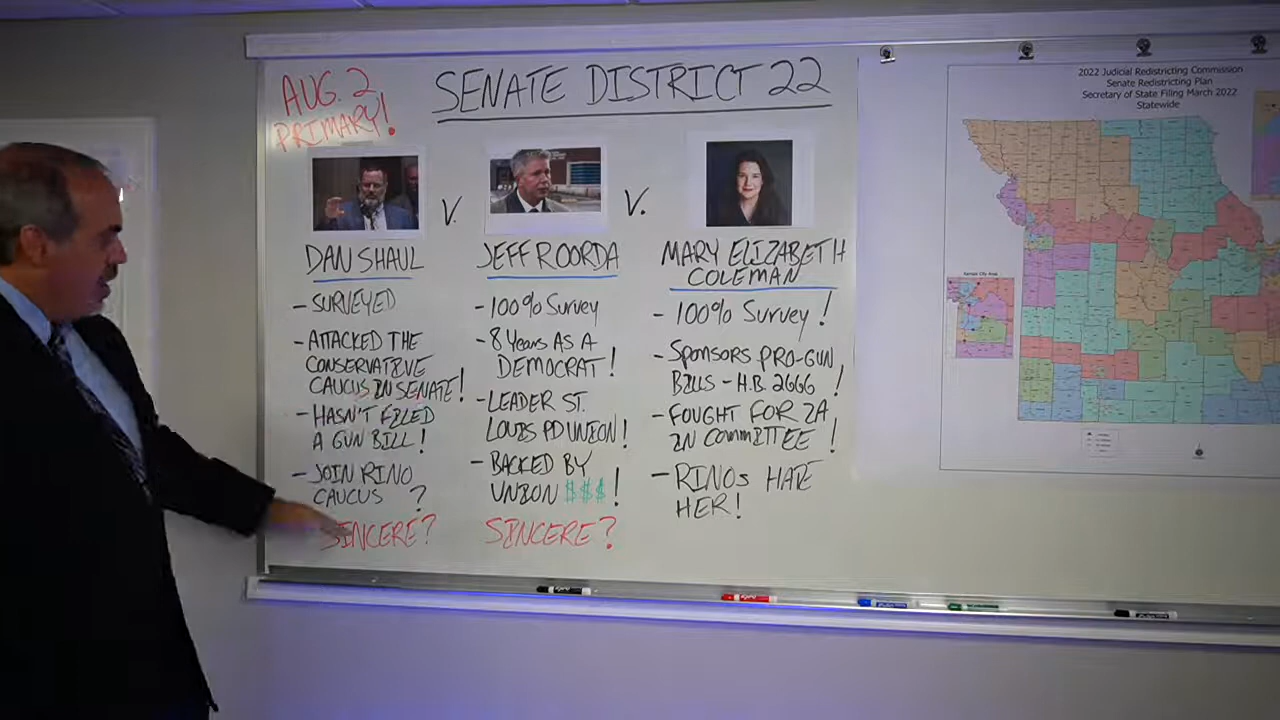 AUG. 2
PRIMARY!
SENATE DISTRICT 22
V.
V.
DAN SHAUL
- SURVEYED
- ATTACKED THE
CONSERVATIVE
CAUCUS IN SENATE!
- HASN'T FILED
A GUN BILL!
- JOIN RINO
CAUCUS ?
SINCERE?
JEFF ROORDA
- 100% SURVEY
- 8 YEARS AS A
DEMOCRAT!
- LEADER ST.
LOUIS PD UNION!
- BACKED BY
UNION $$$!
SINCERE?
MARY ELIZABETH
COLEMAN
- 100% SURVEY!
- SPONSORS PRO-GUN
BILLS - H.B. 2666!
- FOUGHT FOR 2A
IN COMMITTEE!
- RINOS HATE
HER!
2022 Judicial Redistricting Commission
Senate Redistricting Plan
Secretary of State Filing March 2022
Statewide
Kansas City Area